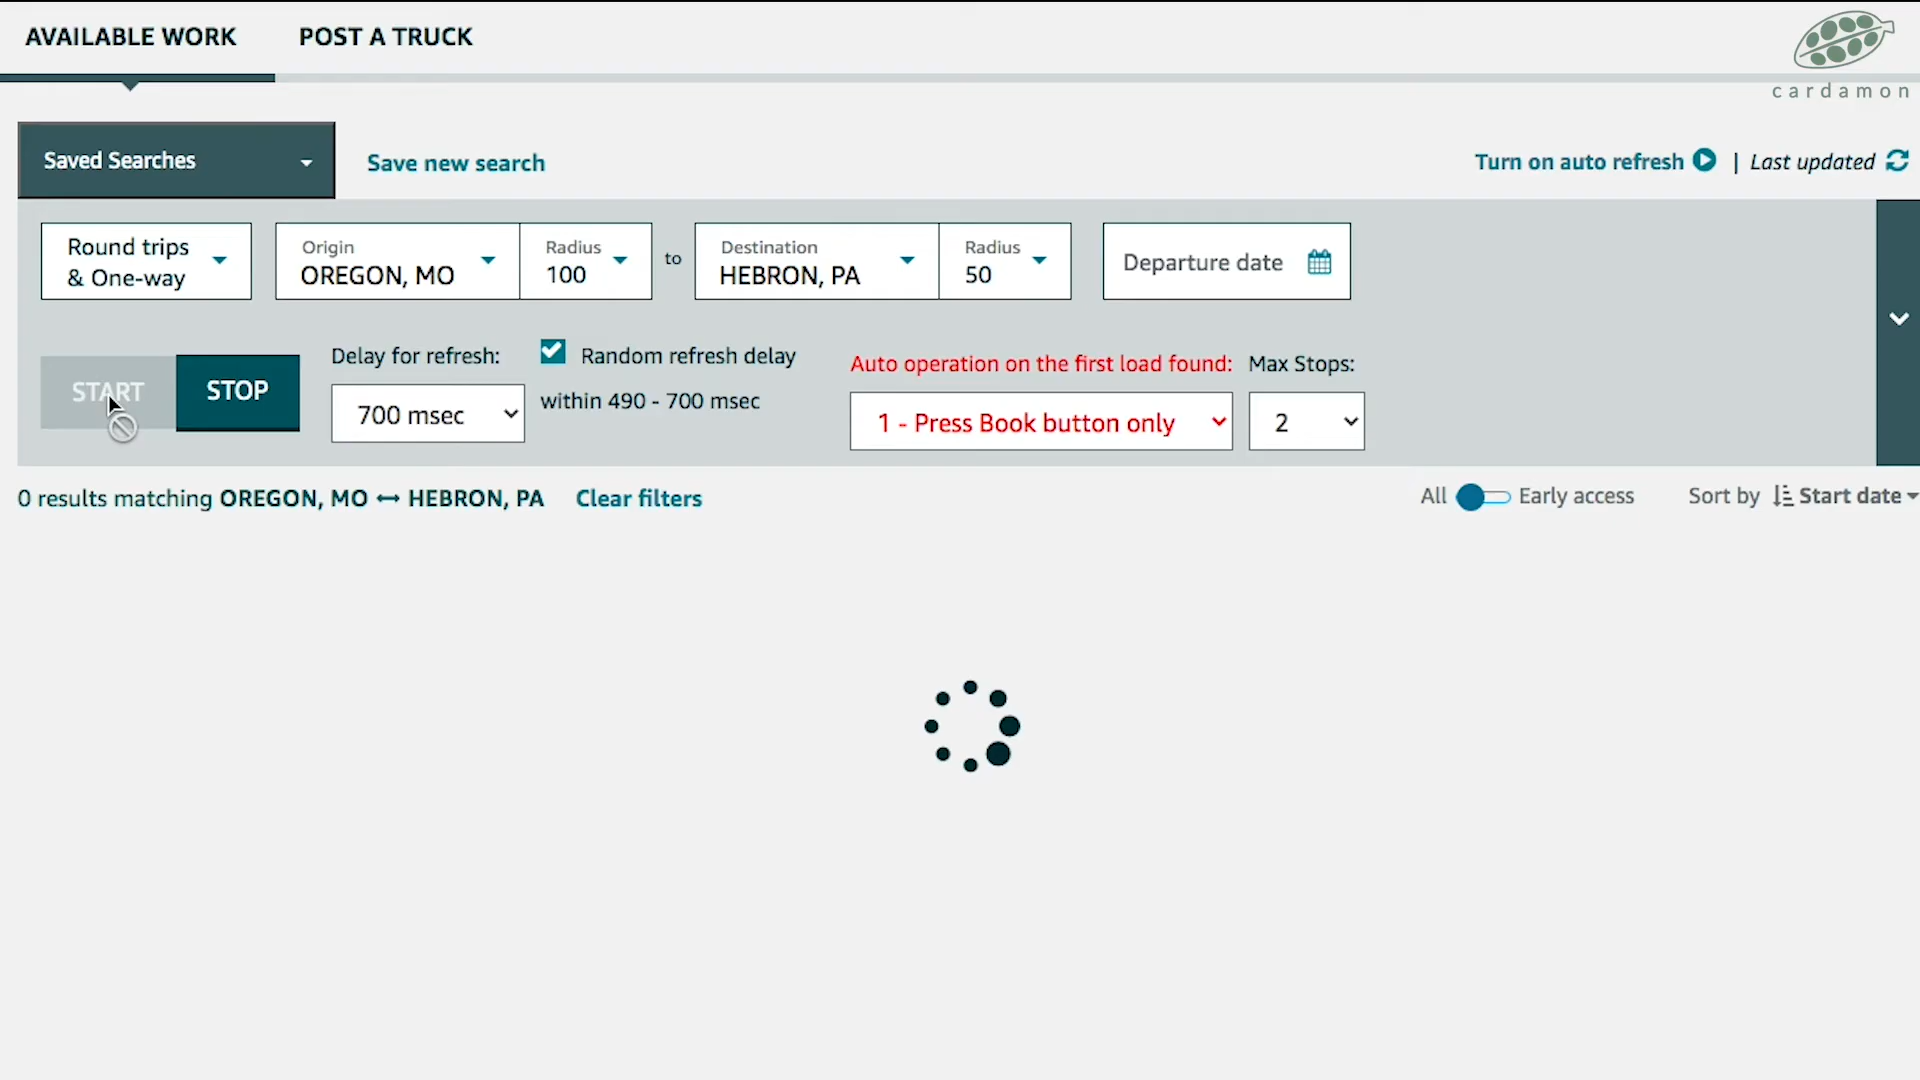 AVAILABLE WORK
POST A TRUCK
cardamon
Saved Searches
Save new search
Turn on auto refresh
|
Last updated
Round trips
& One-way
Origin
OREGON, MO
Radius
100
to
Destination
HEBRON, PA
Radius
50
Departure date
START
STOP
Delay for refresh:
700 msec
Random refresh delay
within 490 - 700 msec
Auto operation on the first load found:
1 - Press Book button only
Max Stops:
2
0 results matching OREGON, MO ↔ HEBRON, PA
Clear filters
All
Early access
Sort by
Start date